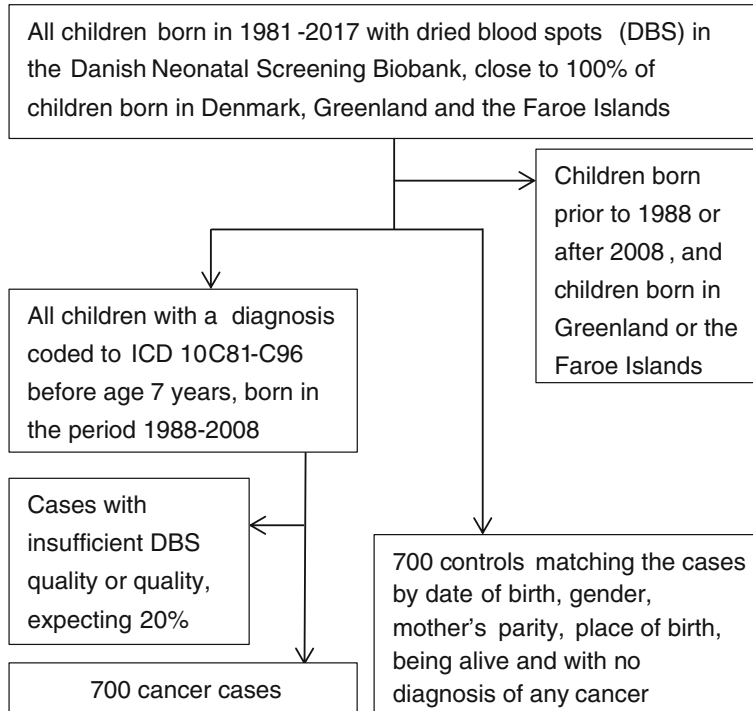 All children born in 1981-2017 with dried blood spots (DBS) in
the Danish Neonatal Screening Biobank, close to 100% of
children born in Denmark, Greenland and the Faroe Islands
Children born
prior to 1988 or
after 2008, and
children born in
Greenland or the
Faroe Islands
All children with a diagnosis
coded to ICD 10C81-C96
before age 7 years, born in
the period 1988-2008
Cases with
insufficient DBS
quality or quality,
expecting 20%
700 controls matching the cases
by date of birth, gender,
mother's parity, place of birth,
being alive and with no
diagnosis of any cancer
700 cancer cases